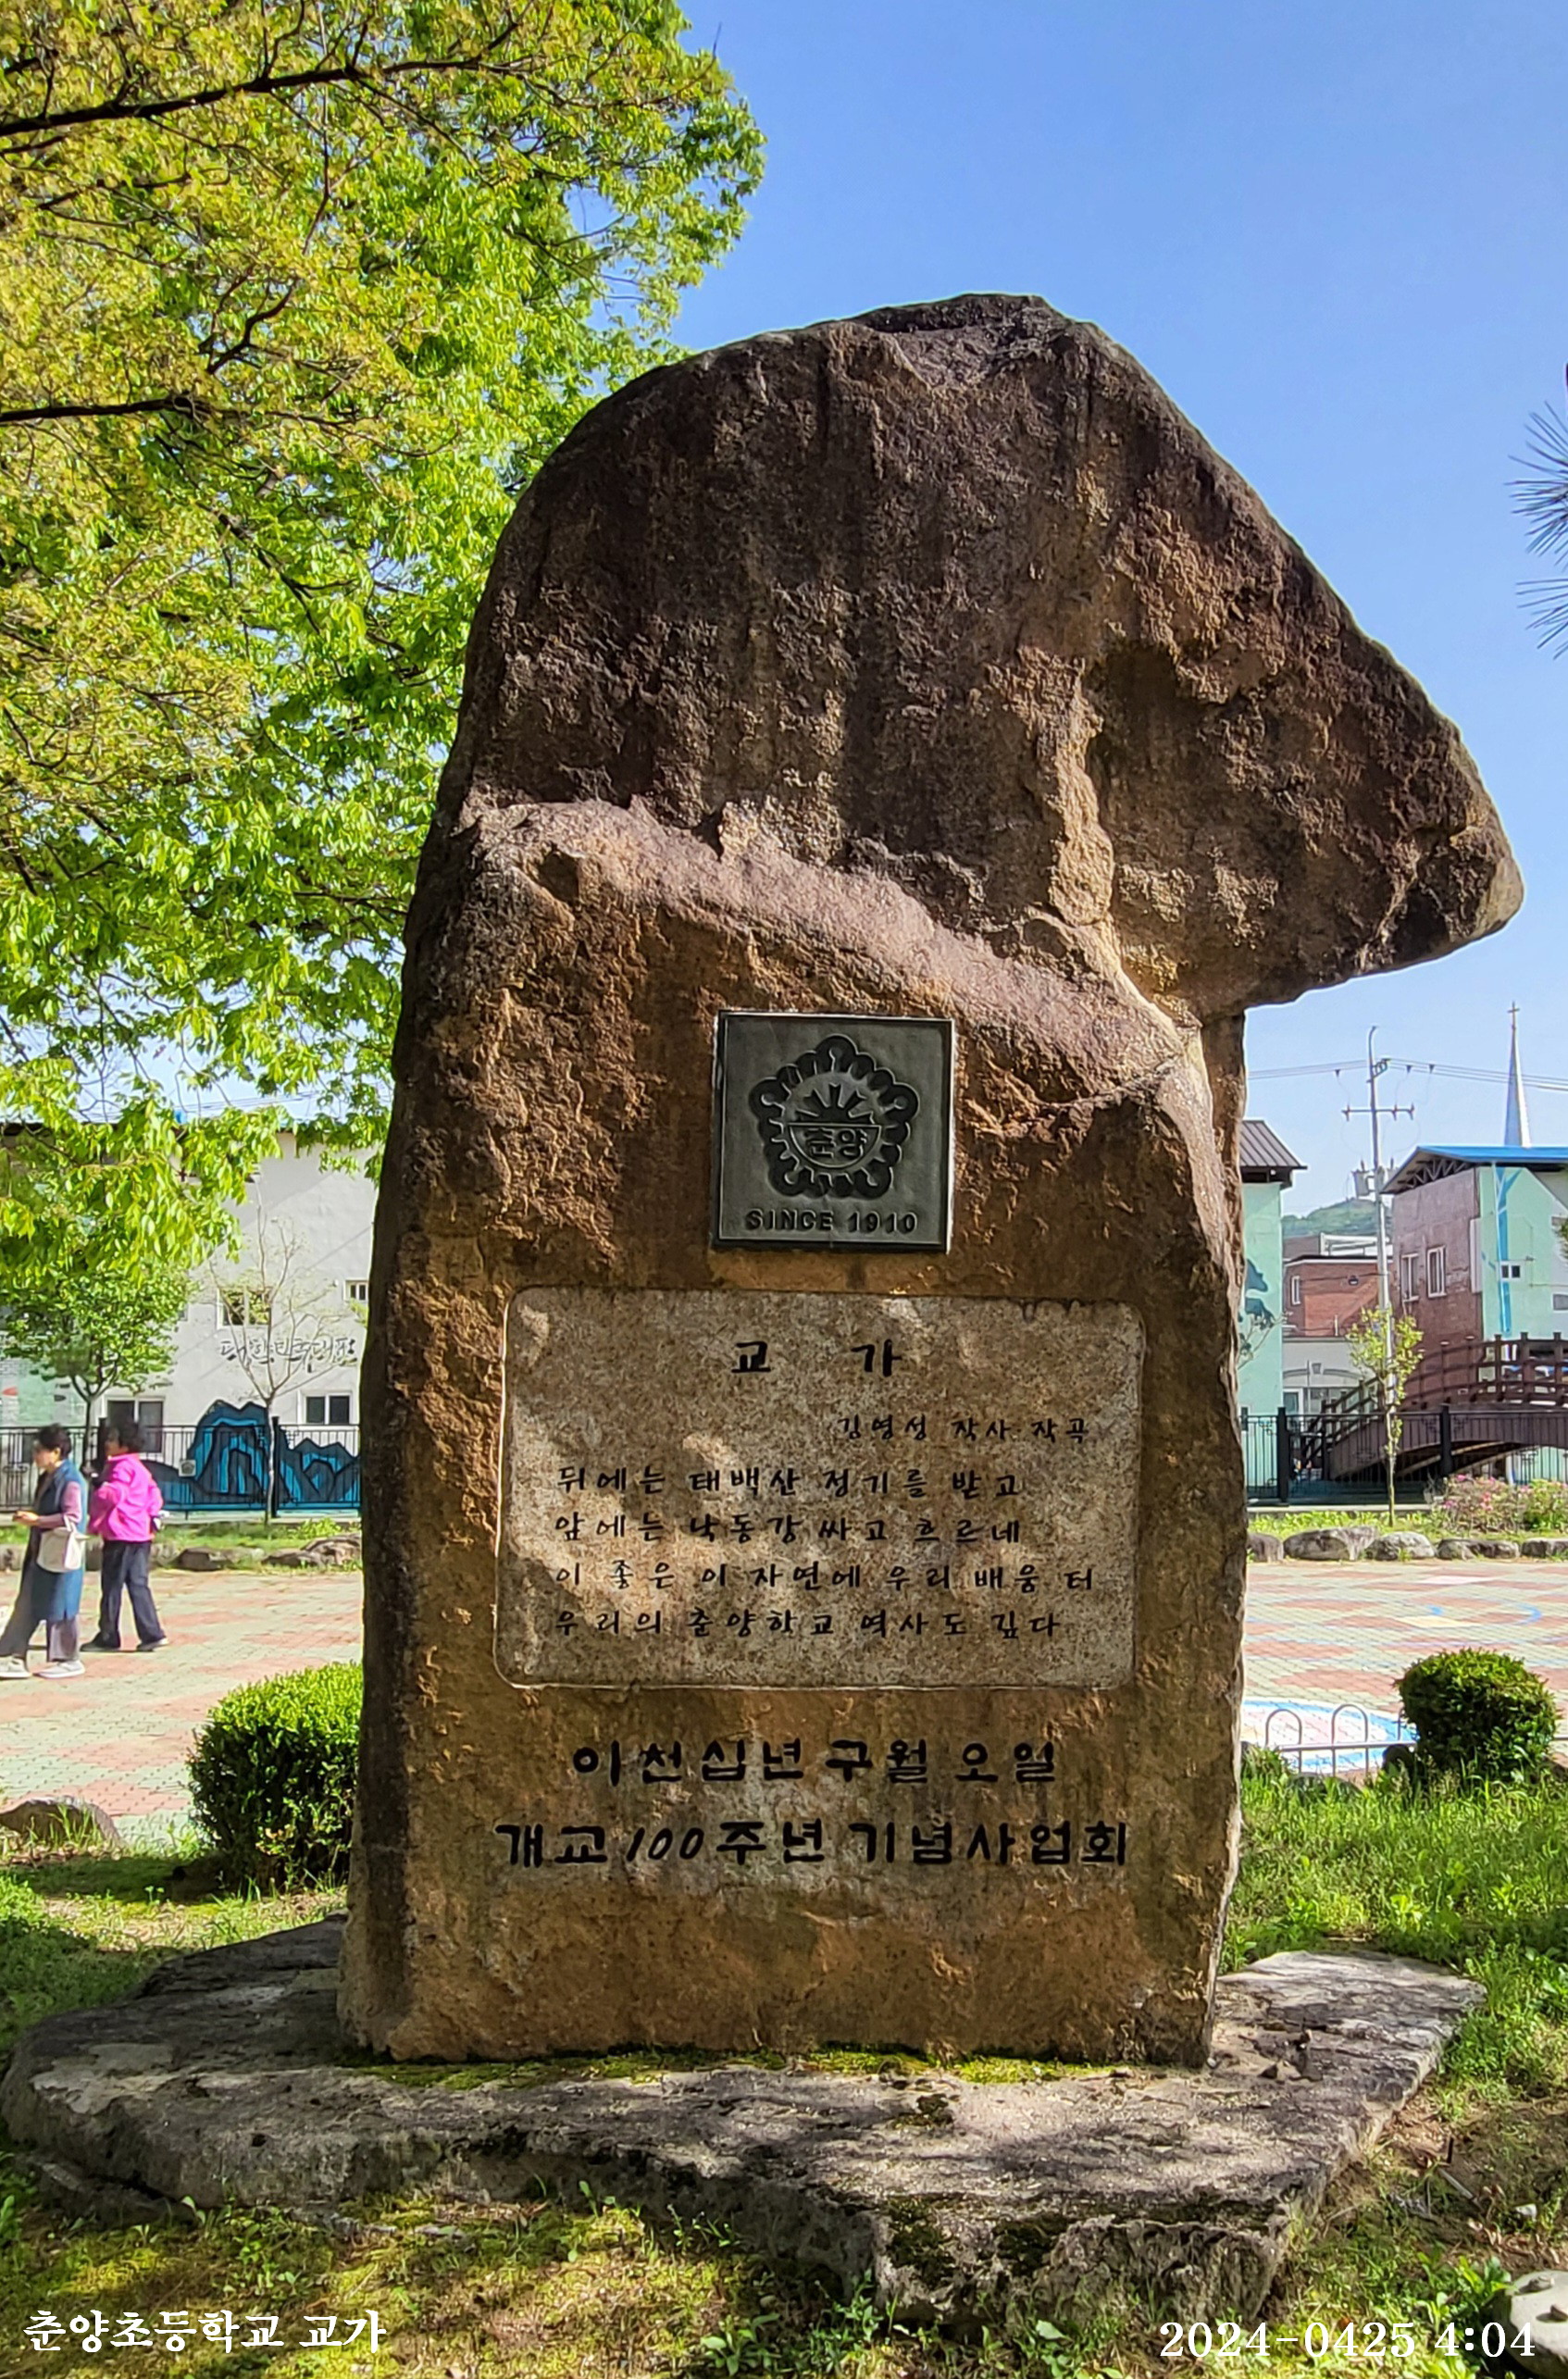 춘양
SINCE 1910
교 가
김영성 작사 작곡
뒤에는 태백산 정기를 받고
앞에는 낙동강 싸고 흐르네
이 좋은 이 자연에 우리 배움 터
우리의 춘양학교 역사도 깊다
이천십년 구월 오일
개교 100주년 기념사업회
춘양초등학교 교가
2024-0425 4:04